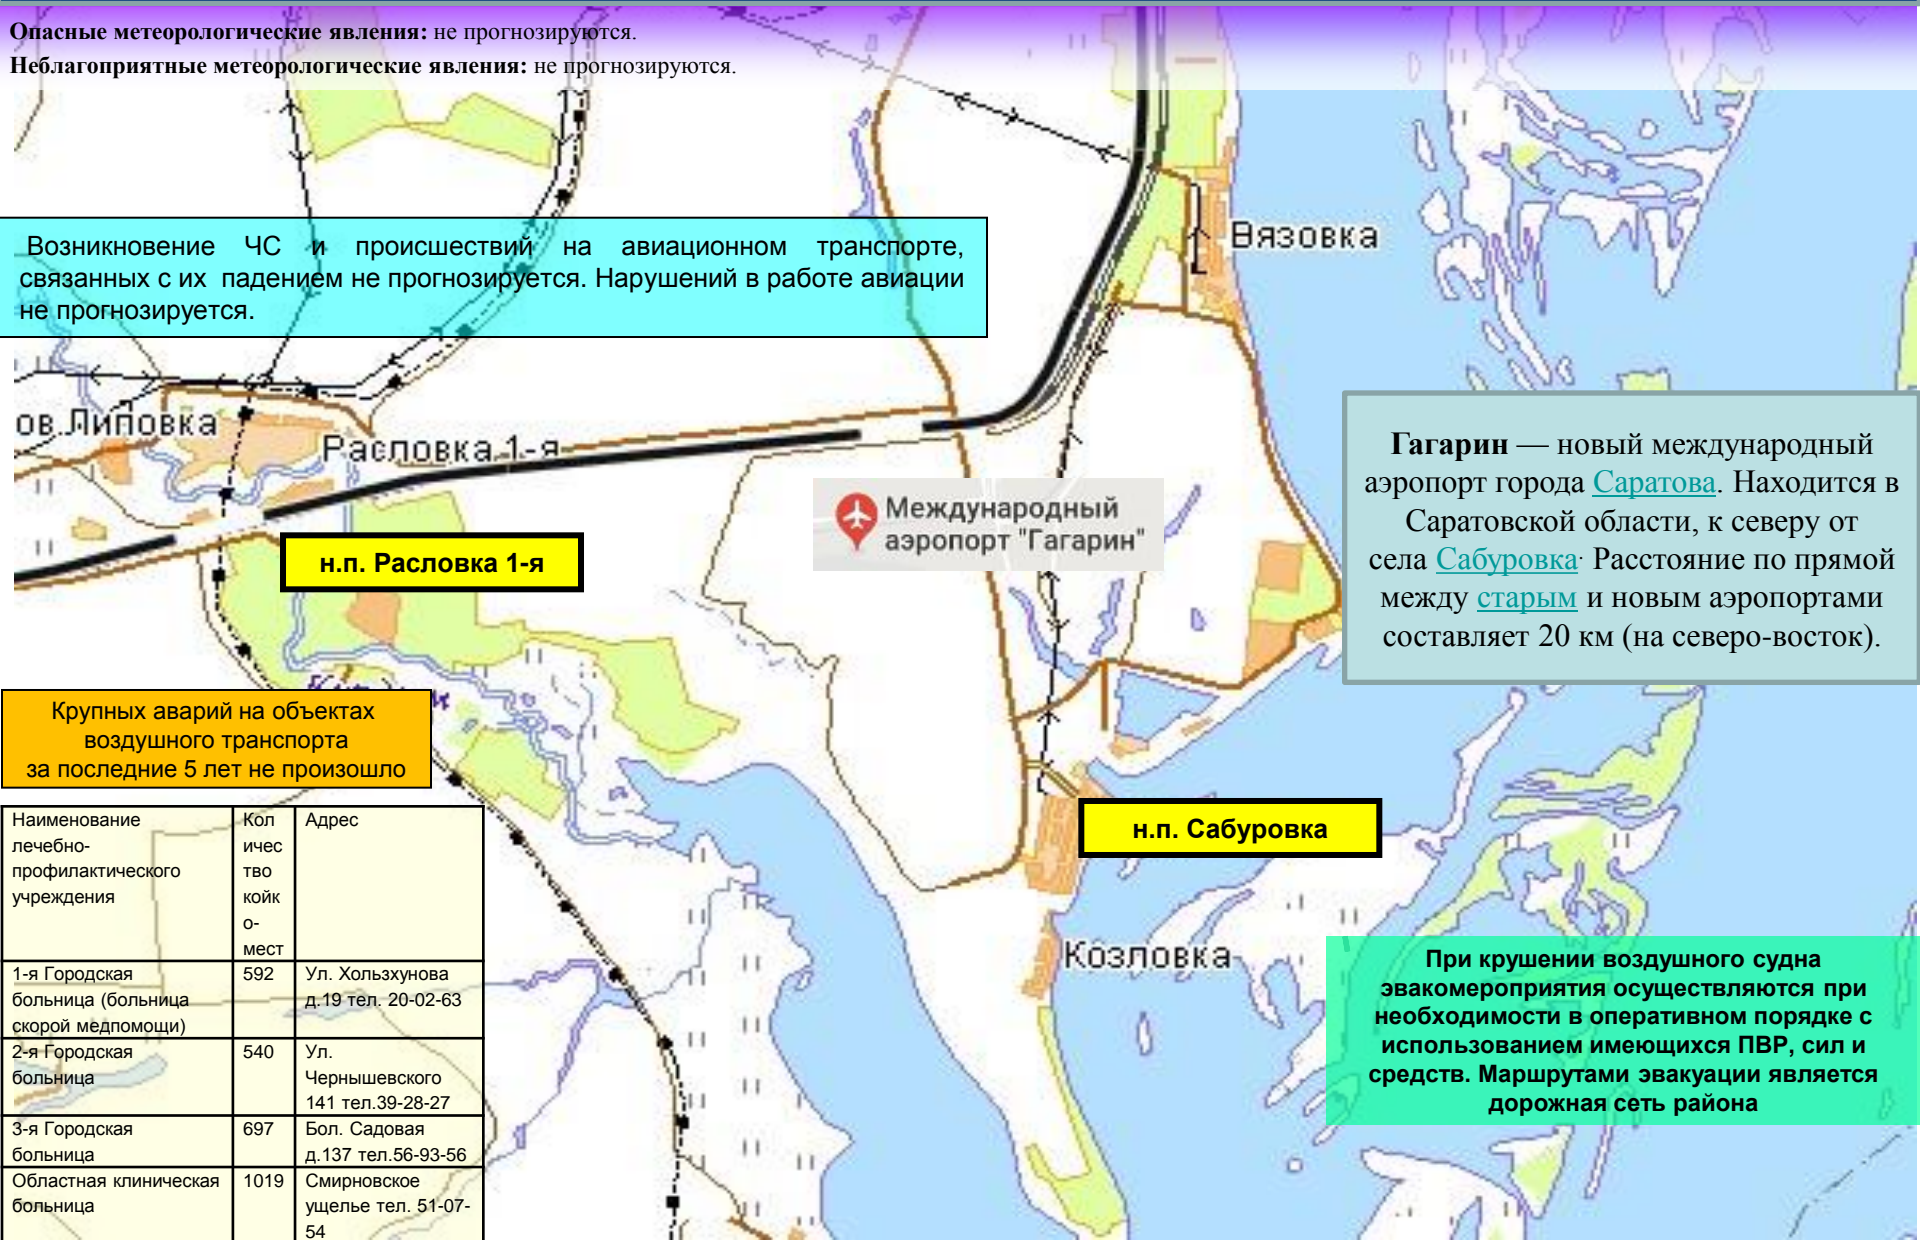 Опасные метеорологические явления: не прогнозируются.
Неблагоприятные метеорологические явления: не прогнозируются.
Возникновение ЧС и происшествий на авиационном транспорте,
связанных с их падением не прогнозируется. Нарушений в работе авиации
не прогнозируется.
Вязовка
ов.Липовка
Расловка 1-я
Международный
аэропорт "Гагарин"
Гагарин — новый международный
аэропорт города Саратова. Находится в
Саратовской области, к северу от
села Сабуровка. Расстояние по прямой
между старым и новым аэропортами
составляет 20 км (на северо-восток).
н.п. Расловка 1-я
Крупных аварий на объектах
воздушного транспорта
за последние 5 лет не произошло
н.п. Сабуровка
Козловка
Наименование
лечебно-
профилактического
учреждения
Кол
ичес
тво
койк
о-
мест
Адрес
1-я Городская
больница (больница
скорой медпомощи)
592
Ул. Хользхунова
д.19 тел. 20-02-63
2-я Городская
больница
540
Ул.
Чернышевского
141 тел.39-28-27
3-я Городская
больница
697
Бол. Садовая
д.137 тел.56-93-56
Областная клиническая
больница
1019
Смирновское
ущелье тел. 51-07-
54
При крушении воздушного судна
эвакомероприятия осуществляются при
необходимости в оперативном порядке с
использованием имеющихся ПВР, сил и
средств. Маршрутами эвакуации является
дорожная сеть района